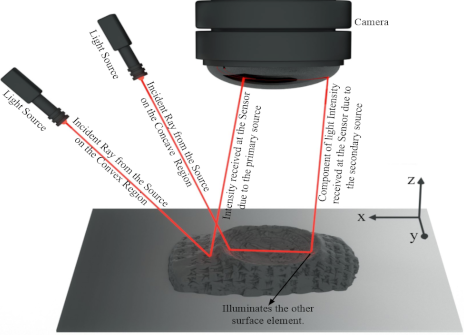 Camera
Light Source
Light Source
Incident Ray from the Source
on the Concave Region
Incident Ray from the Source
on the Convex Region
Intensity received at the Sensor
due to the primary source
Component of light Intensity
received at the Sensor due to
the secondary source
Z
X
y
Illuminates the other
surface element.